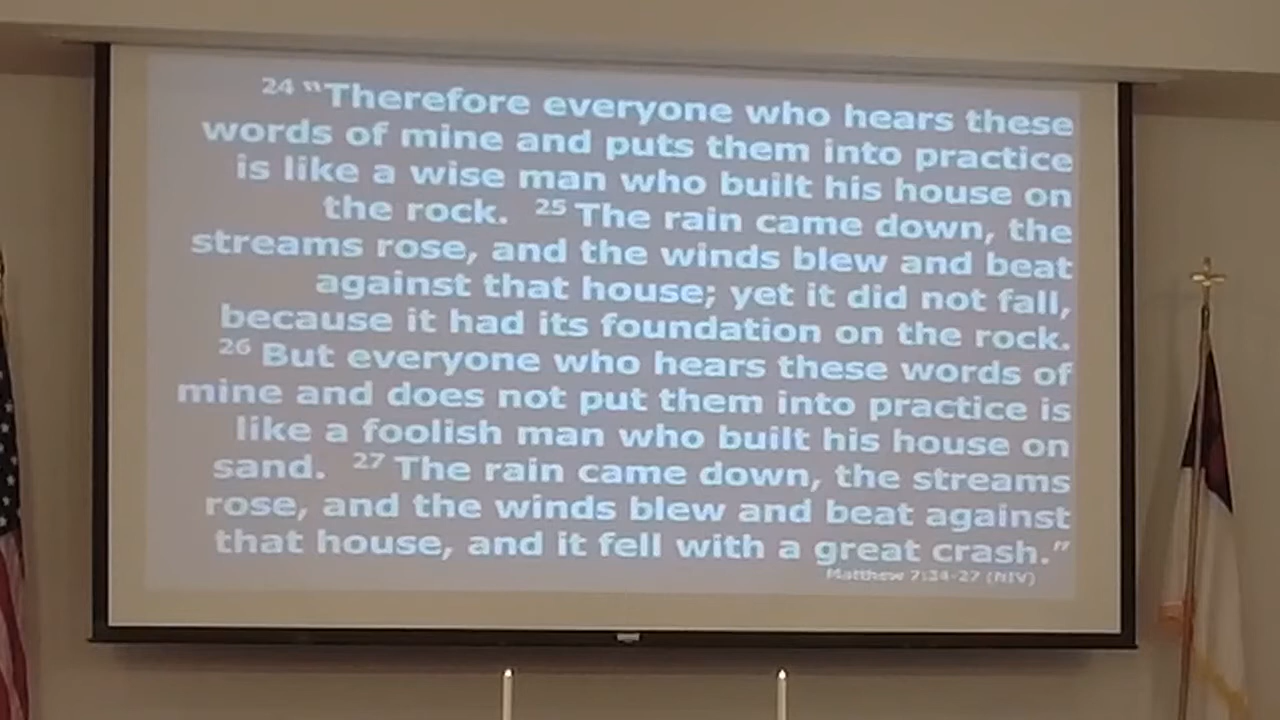 24 "Therefore everyone who hears these
words of mine and puts them into practice
is like a wise man who built his house on
the rock. 25 The rain came down, the
streams rose, and the winds blew and beat
against that house; yet it did not fall,
because it had its foundation on the rock.
26 But everyone who hears these words of
mine and does not put them into practice is
like a foolish man who built his house on
sand. 27 The rain came down, the streams
rose, and the winds blew and beat against
that house, and it fell with a great crash."
Matthew 7:24-27 (NIV)